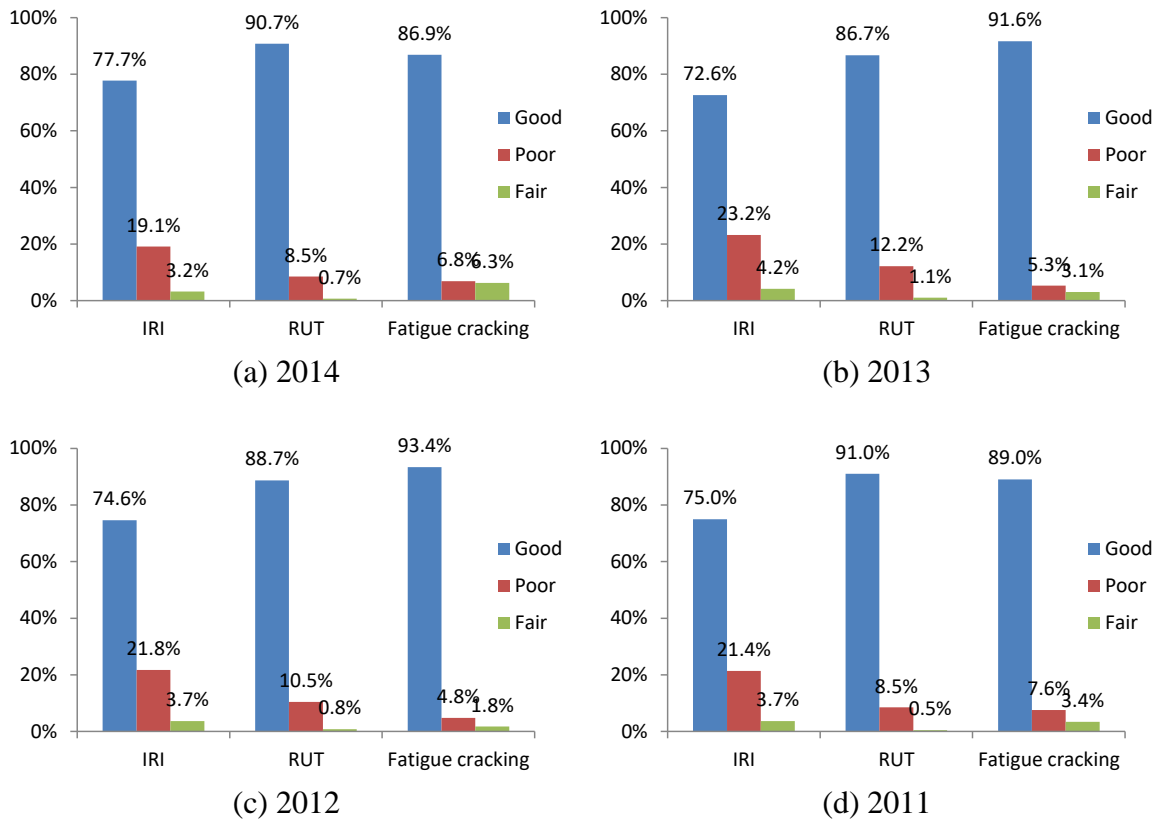 100%
80%
60%
40%
20%
0%
77.7%
90.7%
86.9%
19.1%
8.5%
6.8%
3.2%
0.7%
6.3%
IRI
RUT
Fatigue cracking
Good
Poor
Fair
(a) 2014
100%
80%
60%
40%
20%
0%
72.6%
86.7%
91.6%
23.2%
12.2%
5.3%
4.2%
1.1%
3.1%
IRI
RUT
Fatigue cracking
Good
Poor
Fair
(b) 2013
100%
80%
60%
40%
20%
0%
74.6%
88.7%
93.4%
21.8%
10.5%
4.8%
3.7%
0.8%
1.8%
IRI
RUT
Fatigue cracking
Good
Poor
Fair
(c) 2012
100%
80%
60%
40%
20%
0%
75.0%
91.0%
89.0%
21.4%
8.5%
7.6%
3.7%
0.5%
3.4%
IRI
RUT
Fatigue cracking
Good
Poor
Fair
(d) 2011